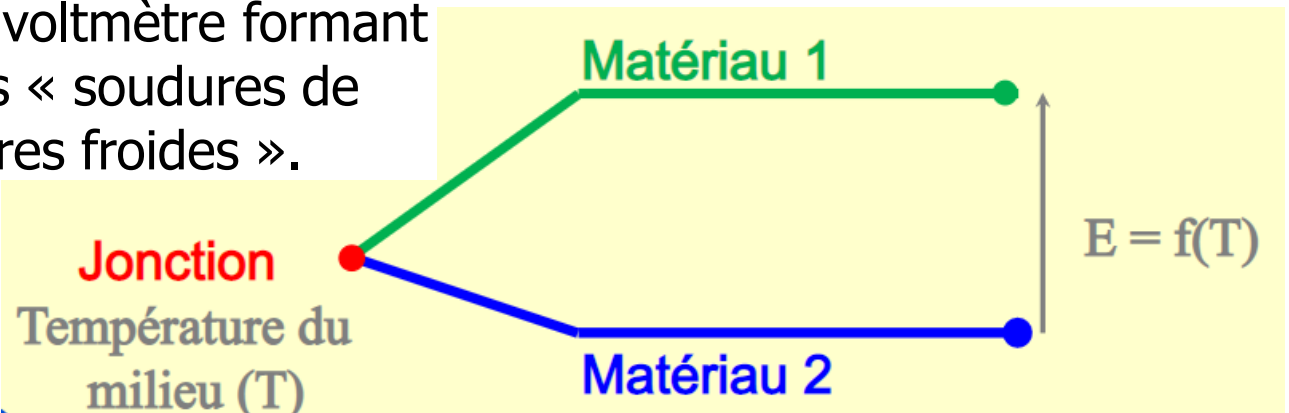 voltmètre formant
s « soudures de
res froides ».
Matériau 1
E = f(T)
Jonction
Température du
milieu (T)
Matériau 2